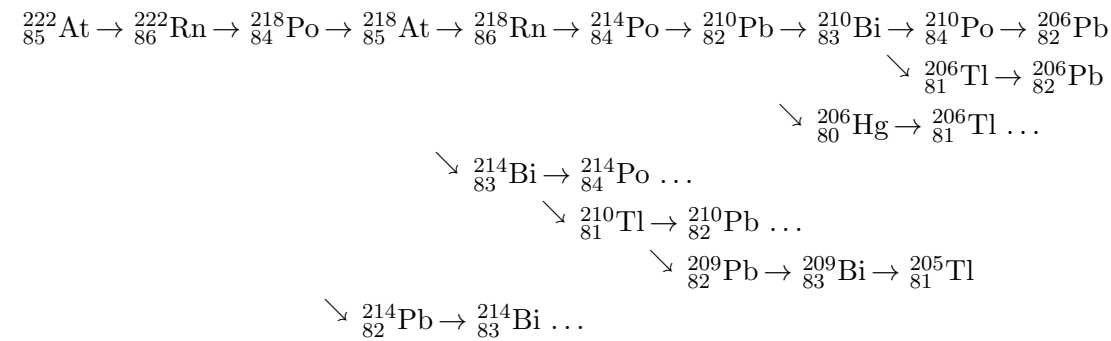 ²²²₈₅At → ²²²₈₆Rn → ²¹⁸₈₄Po → ²¹⁸₈₅At → ²¹⁸₈₆Rn → ²¹⁴₈₄Po → ²¹⁰₈₂Pb → ²¹⁰₈₃Bi → ²¹⁰₈₄Po → ²⁰⁶₈₂Pb
↘ ²⁰⁶₈₁Tl → ²⁰⁶₈₂Pb
↘ ²⁰⁶₈₀Hg → ²⁰⁶₈₁Tl ...
↘ ²¹⁴₈₃Bi → ²¹⁴₈₄Po ...
↘ ²¹⁰₈₁Tl → ²¹⁰₈₂Pb ...
↘ ²⁰⁹₈₂Pb → ²⁰⁹₈₃Bi → ²⁰⁵₈₁Tl
↘ ²¹⁴₈₂Pb → ²¹⁴₈₃Bi ...